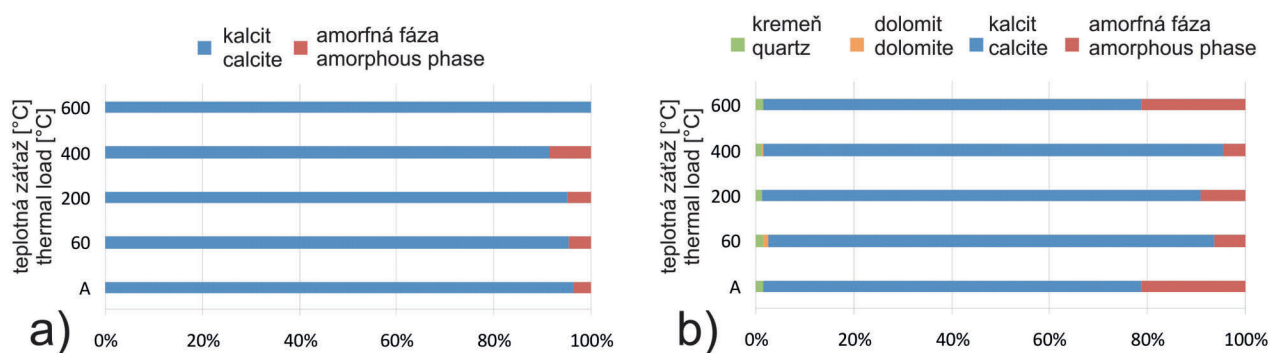 kalcit
calcite
amorfná fáza
amorphous phase
teplotná záťaž [°C]
thermal load [°C]
600
400
200
60
A
0% 20% 40% 60% 80% 100%
a)
kremeň
quartz
dolomit
dolomite
kalcit
calcite
amorfná fáza
amorphous phase
teplotná záťaž [°C]
thermal load [°C]
600
400
200
60
A
0% 20% 40% 60% 80% 100%
b)